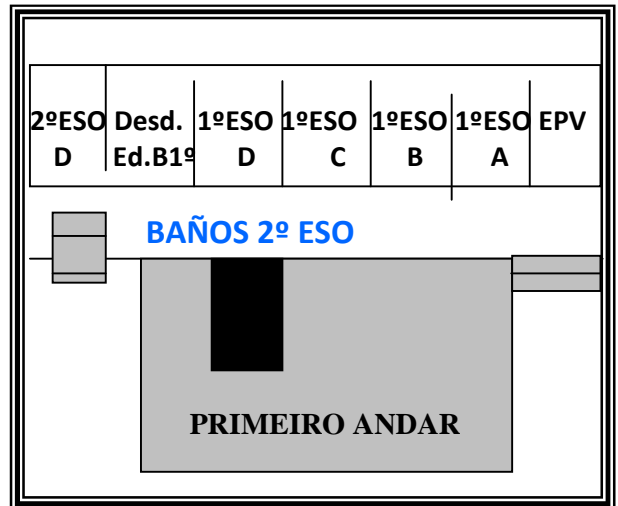 2ºESO Desd. 1ºESO 1ºESO 1ºESO 1ºESO EPV
D Ed.B1º D C B A
BAÑOS 2º ESO
PRIMEIRO ANDAR